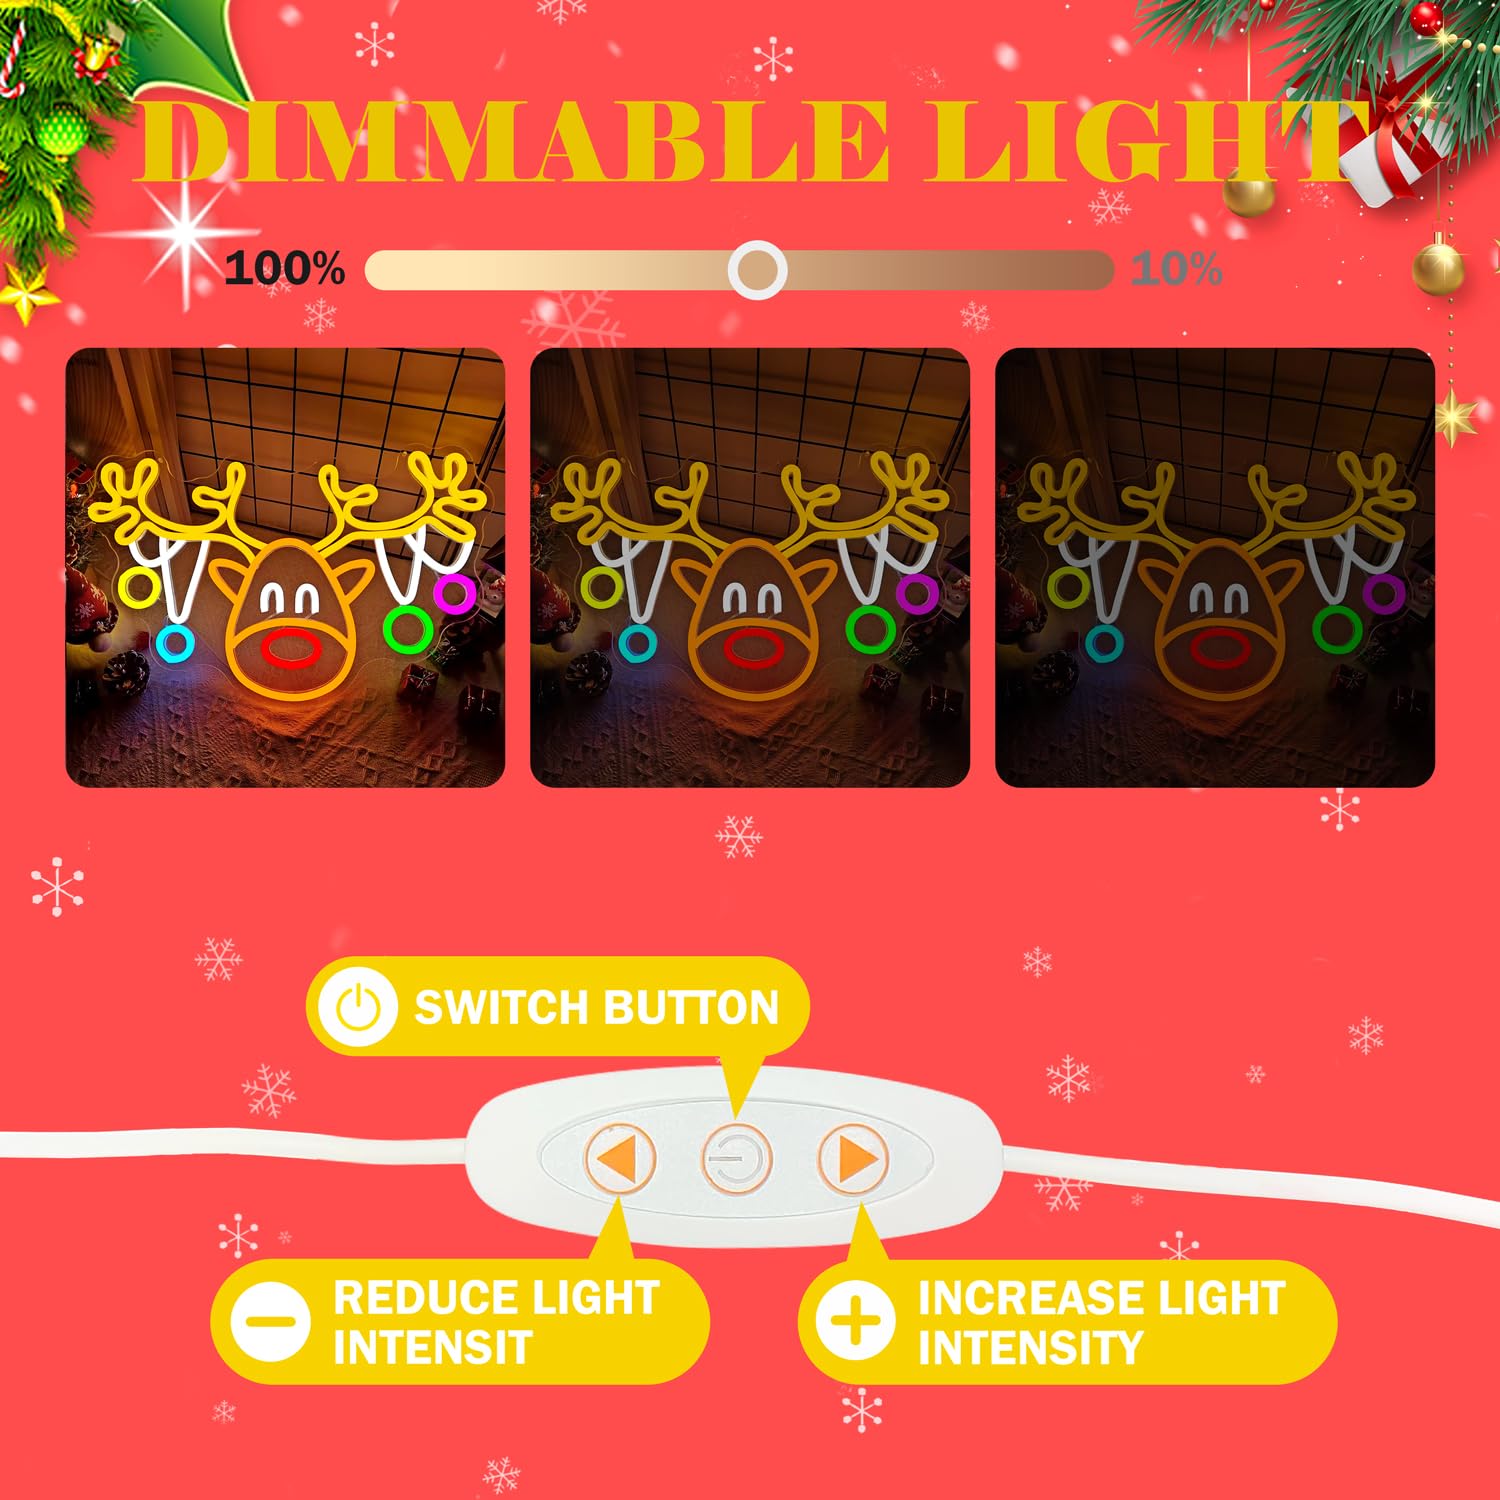 DIMMABLE LIGHT
100%
10%
SWITCH BUTTON
REDUCE LIGHT
INTENSIT
INCREASE LIGHT
INTENSITY